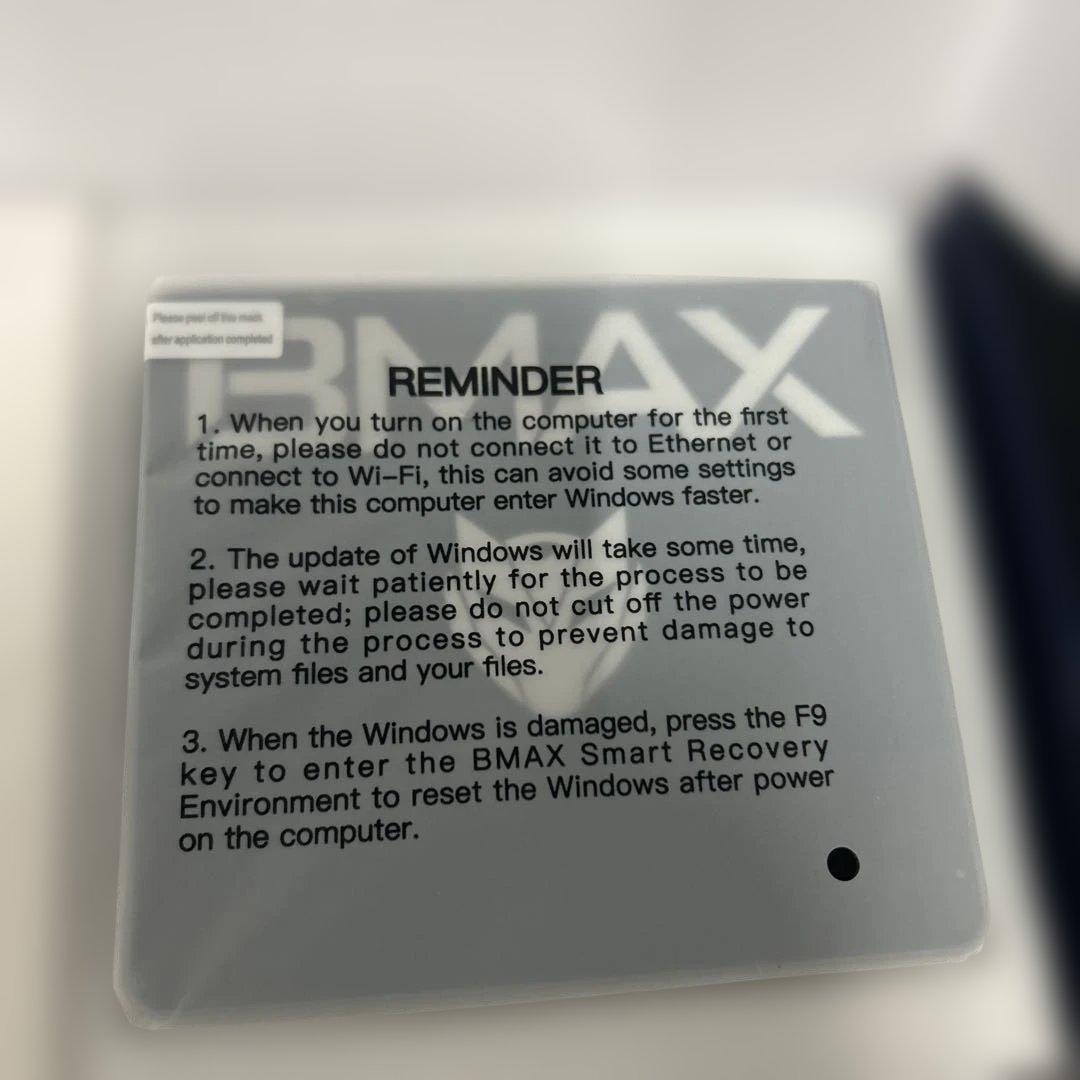 Please peel off this mask
after application completed
BMAX
REMINDER
1. When you turn on the computer for the first
time, please do not connect it to Ethernet or
connect to Wi-Fi, this can avoid some settings
to make this computer enter Windows faster.
2. The update of Windows will take some time,
please wait patiently for the process to be
completed; please do not cut off the power
during the process to prevent damage to
system files and your files.
3. When the Windows is damaged, press the F9
key to enter the BMAX Smart Recovery
Environment to reset the Windows after power
on the computer.